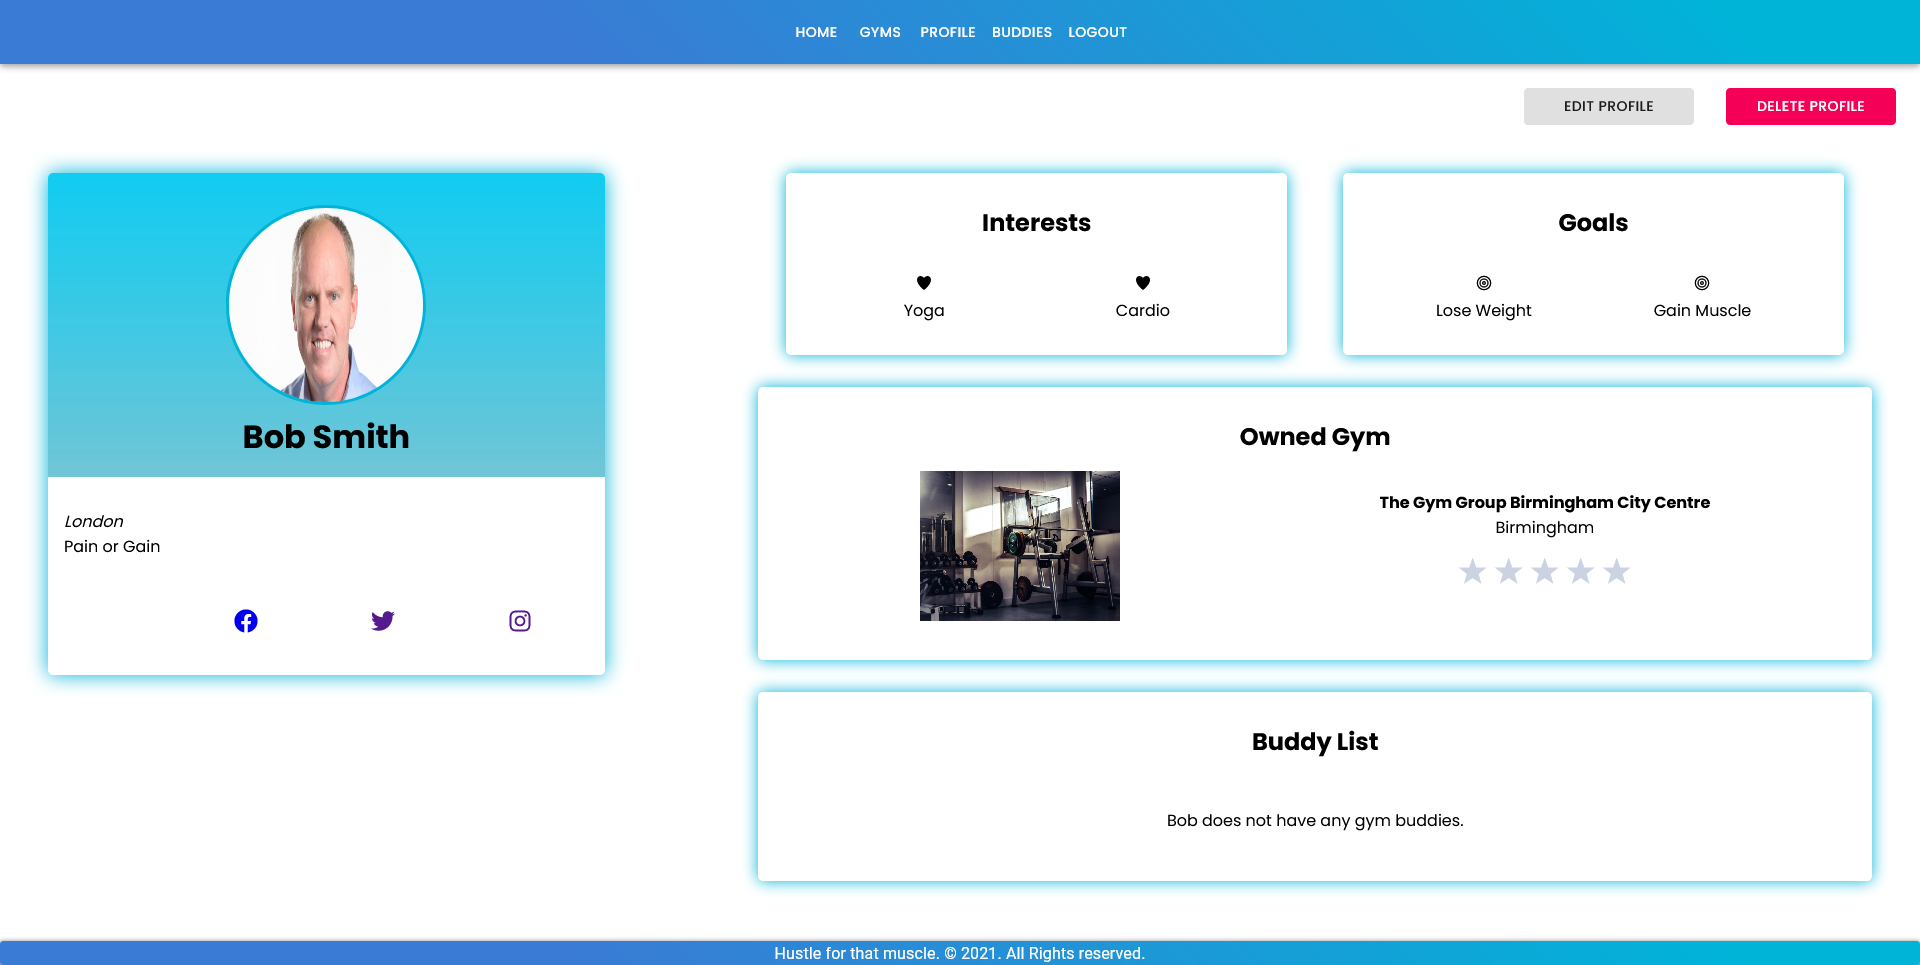 HOME GYMS PROFILE BUDDIES LOGOUT
EDIT PROFILE DELETE PROFILE
Bob Smith
London
Pain or Gain
Interests
Yoga Cardio
Goals
Lose Weight Gain Muscle
Owned Gym
The Gym Group Birmingham City Centre
Birmingham
Buddy List
Bob does not have any gym buddies.
Hustle for that muscle. © 2021. All Rights reserved.